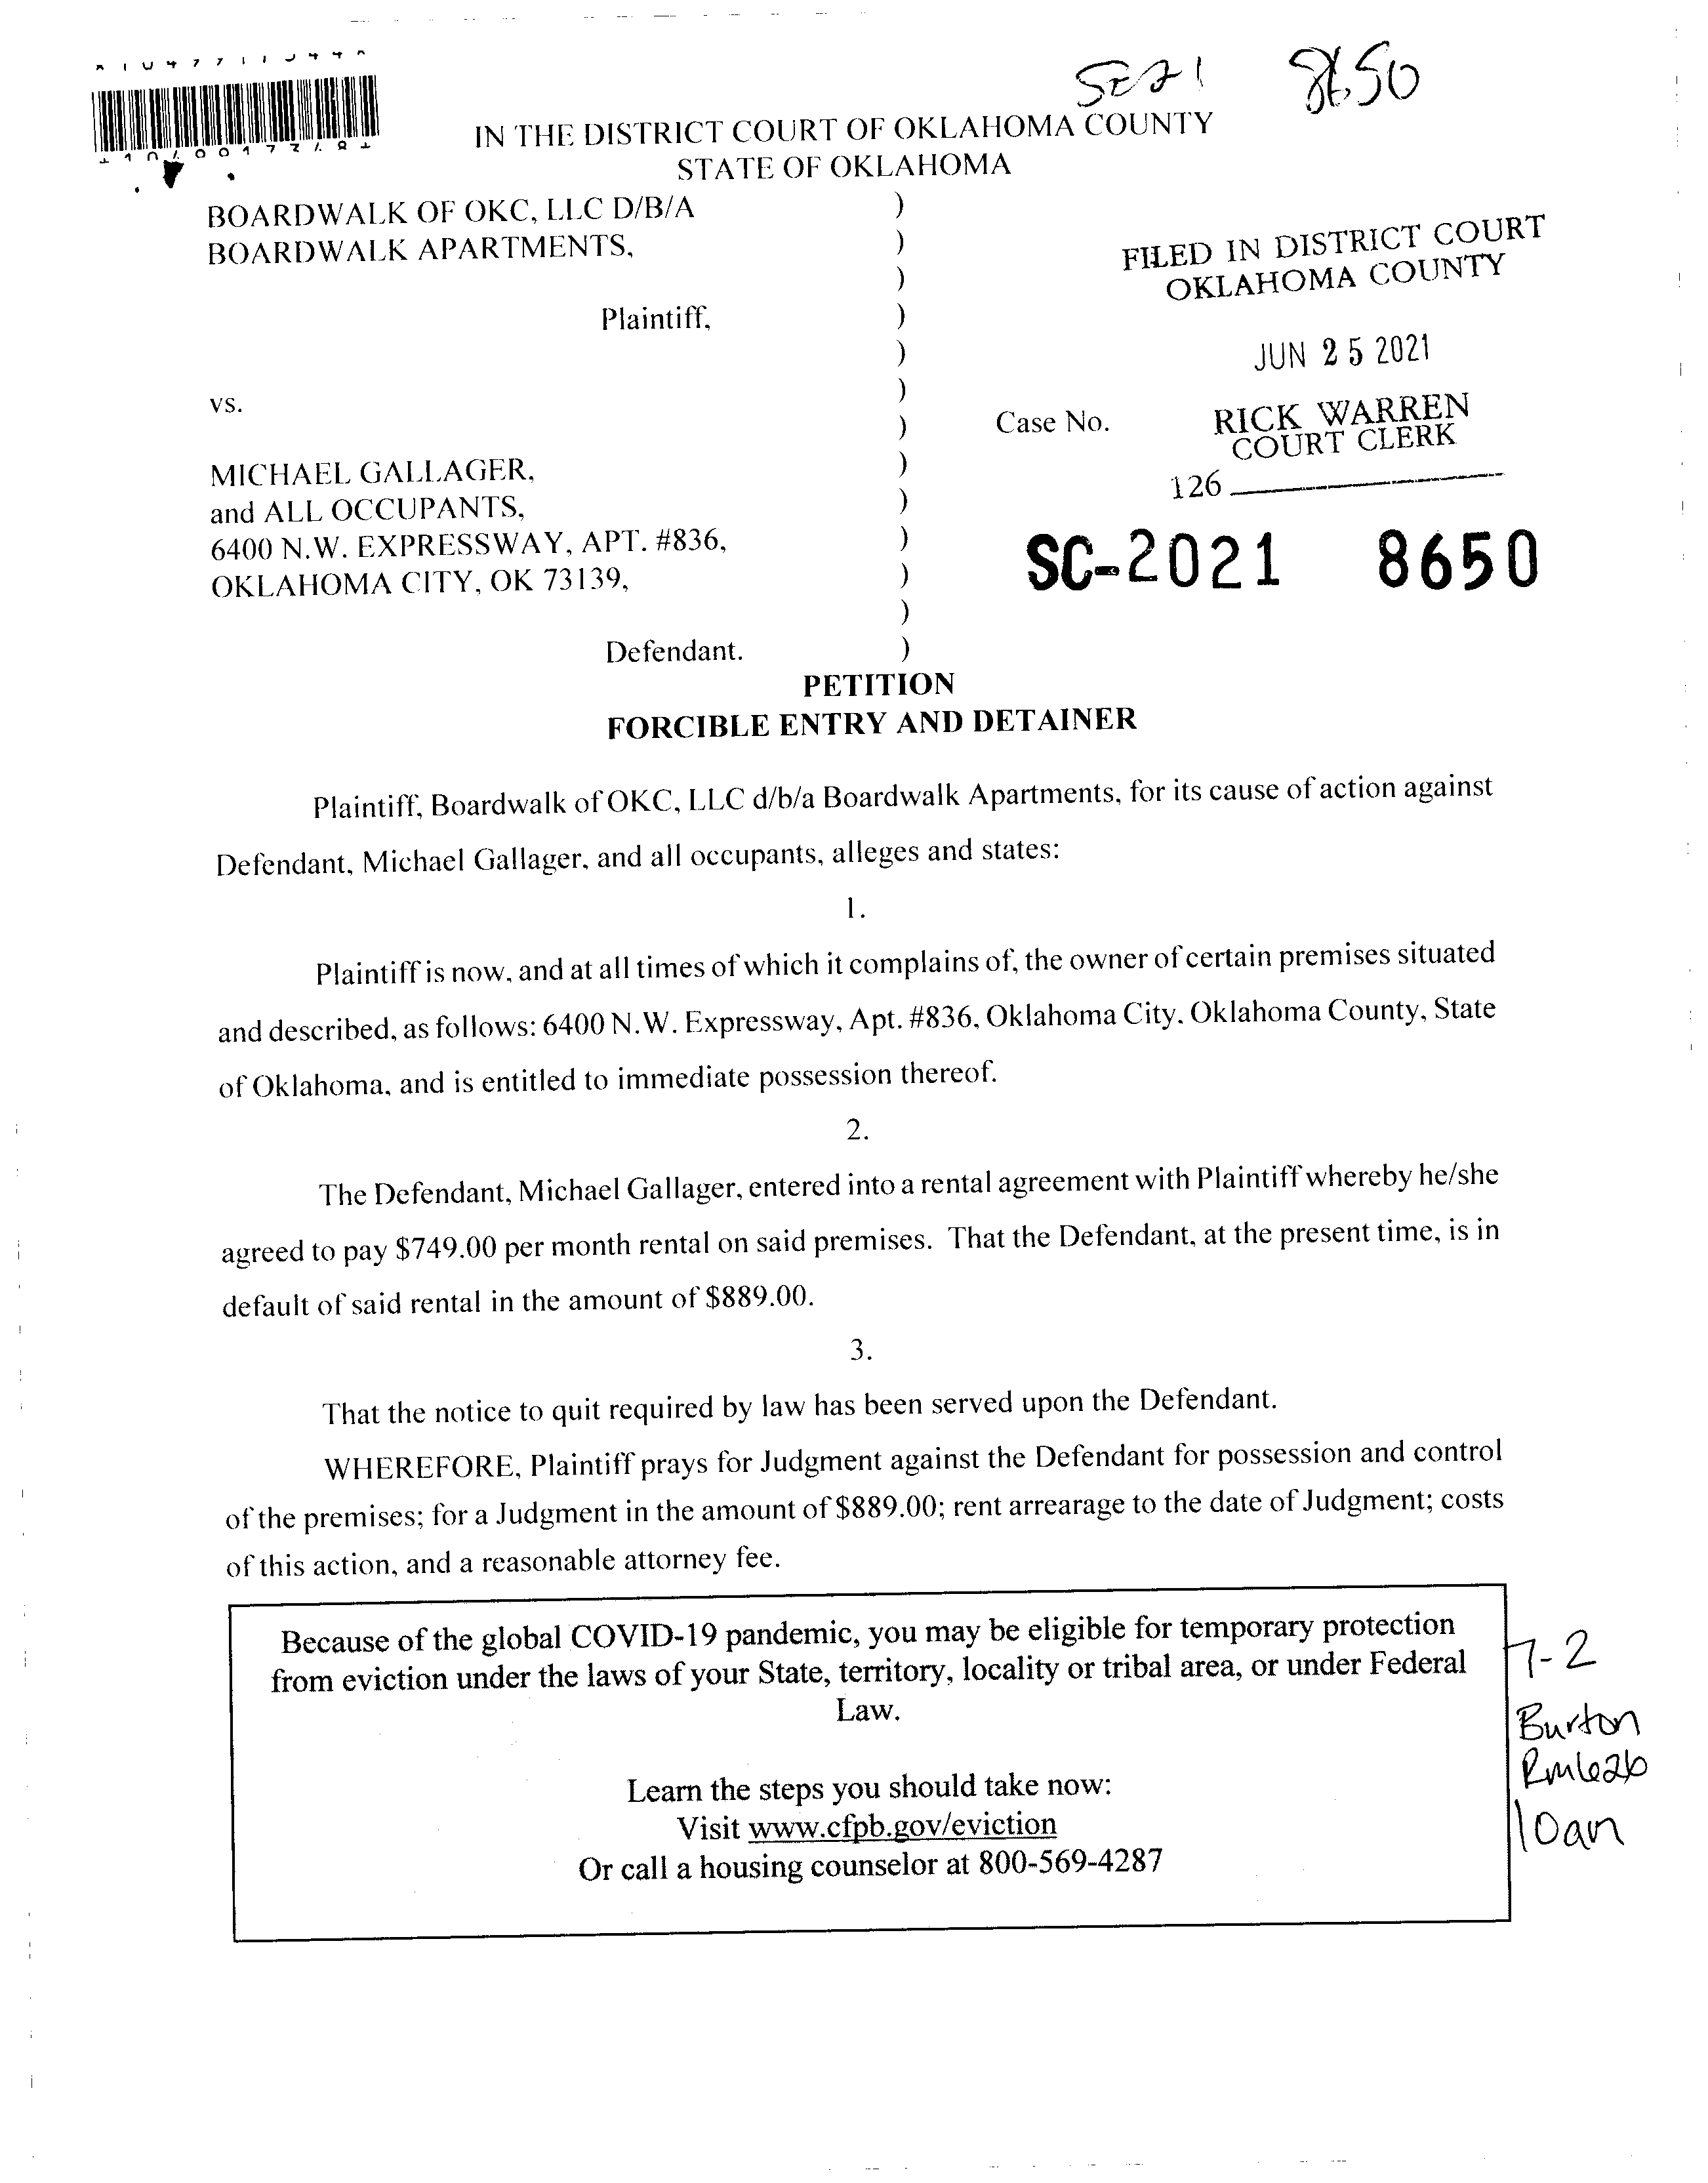 SC21 8650
IN THE DISTRICT COURT OF OKLAHOMA COUNTY
STATE OF OKLAHOMA
BOARDWALK OF OKC, LLC D/B/A )
BOARDWALK APARTMENTS, )
)
Plaintiff, )
)
vs. )
)
MICHAEL GALLAGER, )
and ALL OCCUPANTS, )
6400 N.W. EXPRESSWAY, APT. #836, )
OKLAHOMA CITY, OK 73139, )
)
Defendant. )
FILED IN DISTRICT COURT
OKLAHOMA COUNTY
JUN 25 2021
Case No.
RICK WARREN
COURT CLERK
126
SC-2021 8650
PETITION
FORCIBLE ENTRY AND DETAINER
Plaintiff, Boardwalk of OKC, LLC d/b/a Boardwalk Apartments, for its cause of action against
Defendant, Michael Gallager, and all occupants, alleges and states:
1.
Plaintiff is now, and at all times of which it complains of, the owner of certain premises situated
and described, as follows: 6400 N.W. Expressway, Apt. #836, Oklahoma City, Oklahoma County, State
of Oklahoma, and is entitled to immediate possession thereof.
2.
The Defendant, Michael Gallager, entered into a rental agreement with Plaintiff whereby he/she
agreed to pay $749.00 per month rental on said premises. That the Defendant, at the present time, is in
default of said rental in the amount of $889.00.
3.
That the notice to quit required by law has been served upon the Defendant.
WHEREFORE, Plaintiff prays for Judgment against the Defendant for possession and control
of the premises; for a Judgment in the amount of $889.00; rent arrearage to the date of Judgment; costs
of this action, and a reasonable attorney fee.
Because of the global COVID-19 pandemic, you may be eligible for temporary protection
from eviction under the laws of your State, territory, locality or tribal area, or under Federal
Law.
Learn the steps you should take now:
Visit www.cfpb.gov/eviction
Or call a housing counselor at 800-569-4287
7-2
Burton
Rm626
10am